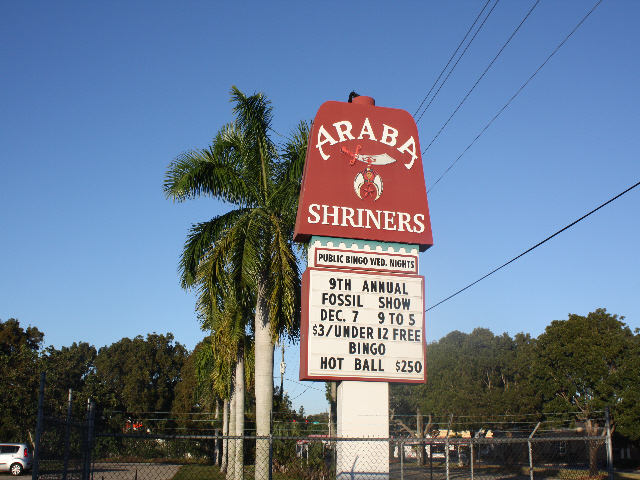 ARABA
SHRINERS
PUBLIC BINGO WED. NIGHTS
9TH ANNUAL
FOSSIL SHOW
DEC. 7 9 TO 5
$3/UNDER 12 FREE
BINGO
HOT BALL $250